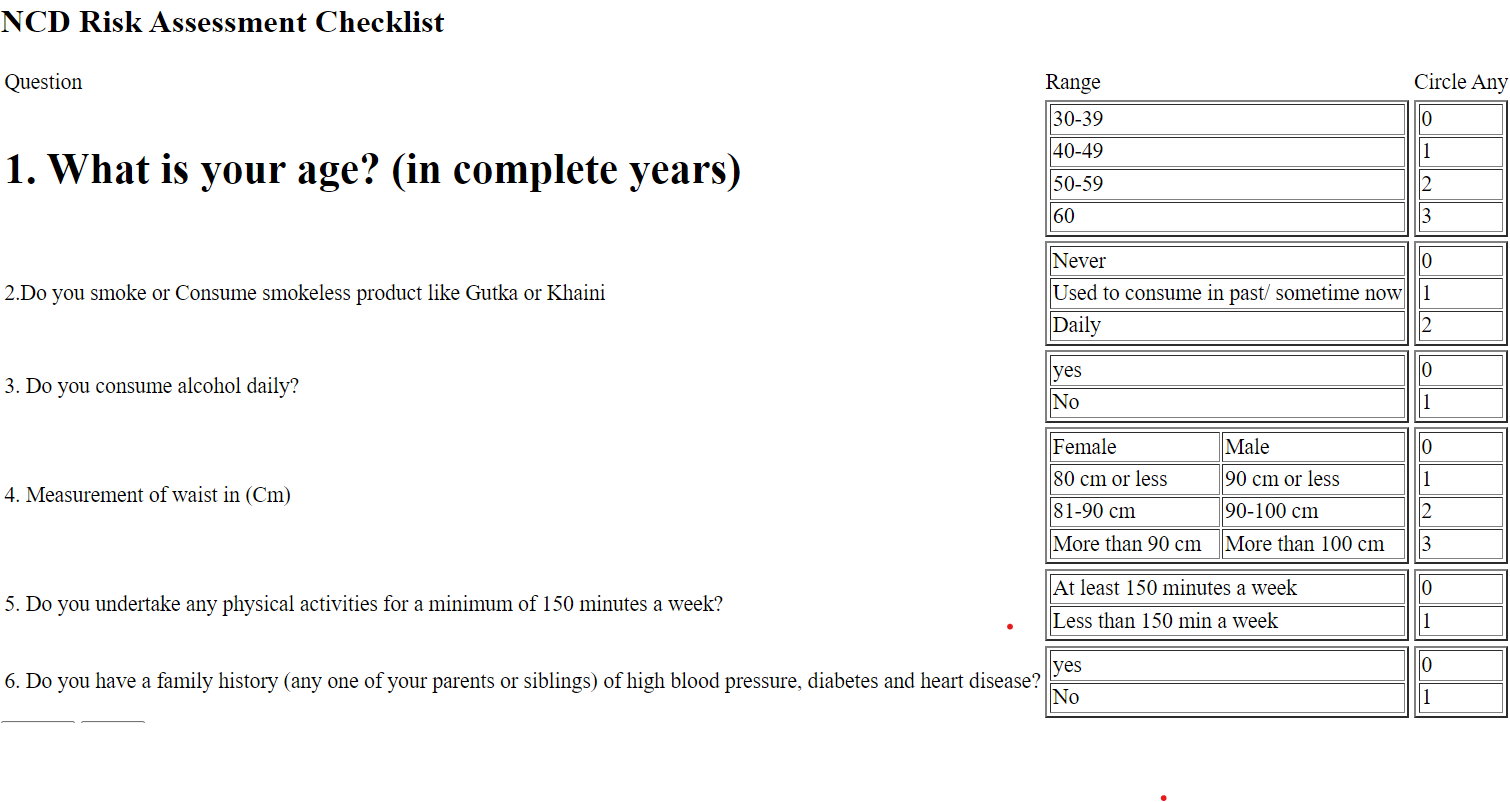 NCD Risk Assessment Checklist
Question Range Circle Any
1. What is your age? (in complete years)
30-39 0
40-49 1
50-59 2
60 3
2.Do you smoke or Consume smokeless product like Gutka or Khaini
Never 0
Used to consume in past/ sometime now 1
Daily 2
3. Do you consume alcohol daily?
yes 0
No 1
4. Measurement of waist in (Cm)
Female Male 0
80 cm or less 90 cm or less 1
81-90 cm 90-100 cm 2
More than 90 cm More than 100 cm 3
5. Do you undertake any physical activities for a minimum of 150 minutes a week?
At least 150 minutes a week 0
Less than 150 min a week 1
6. Do you have a family history (any one of your parents or siblings) of high blood pressure, diabetes and heart disease?
yes 0
No 1